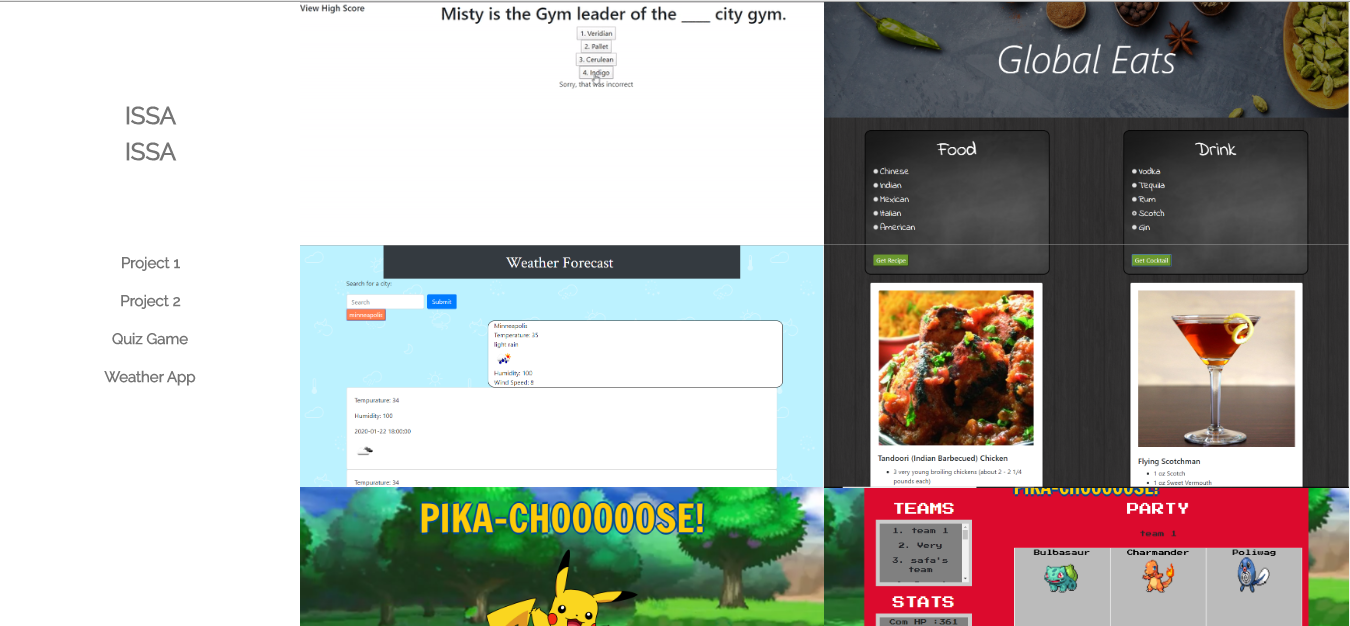 ISSA
ISSA
Project 1
Project 2
Quiz Game
Weather App
View High Score
Misty is the Gym leader of the ____ city gym.
1. Veridian
2. Pallet
3. Cerulean
4. Indigo
Sorry, that was incorrect
Global Eats
Food
Chinese
Indian
Mexican
Italian
American
Get Recipe
Drink
Vodka
Tequila
Rum
Scotch
Gin
Get Cocktail
Tandoori (Indian Barbecued) Chicken
3 very young broiling chickens (about 2 - 2 1/4
pounds each)
Flying Scotchman
1 oz Scotch
1 oz Sweet Vermouth
Weather Forecast
Search for a city:
Search
Submit
minneapolis
Minneapolis
Temperature: 35
light rain
Humidity: 100
Wind Speed: 8
Tempurature: 34
Humidity: 100
2020-01-22 18:00:00
Tempurature: 34
PIKA-CHOOOOOSE!
PIKA-CHOOOOOSE!
TEAMS
1. team 1
2. Very
3. safa's
team
STATS
Com HP :361
PARTY
team 1
Bulbasaur
Charmander
Poliwag